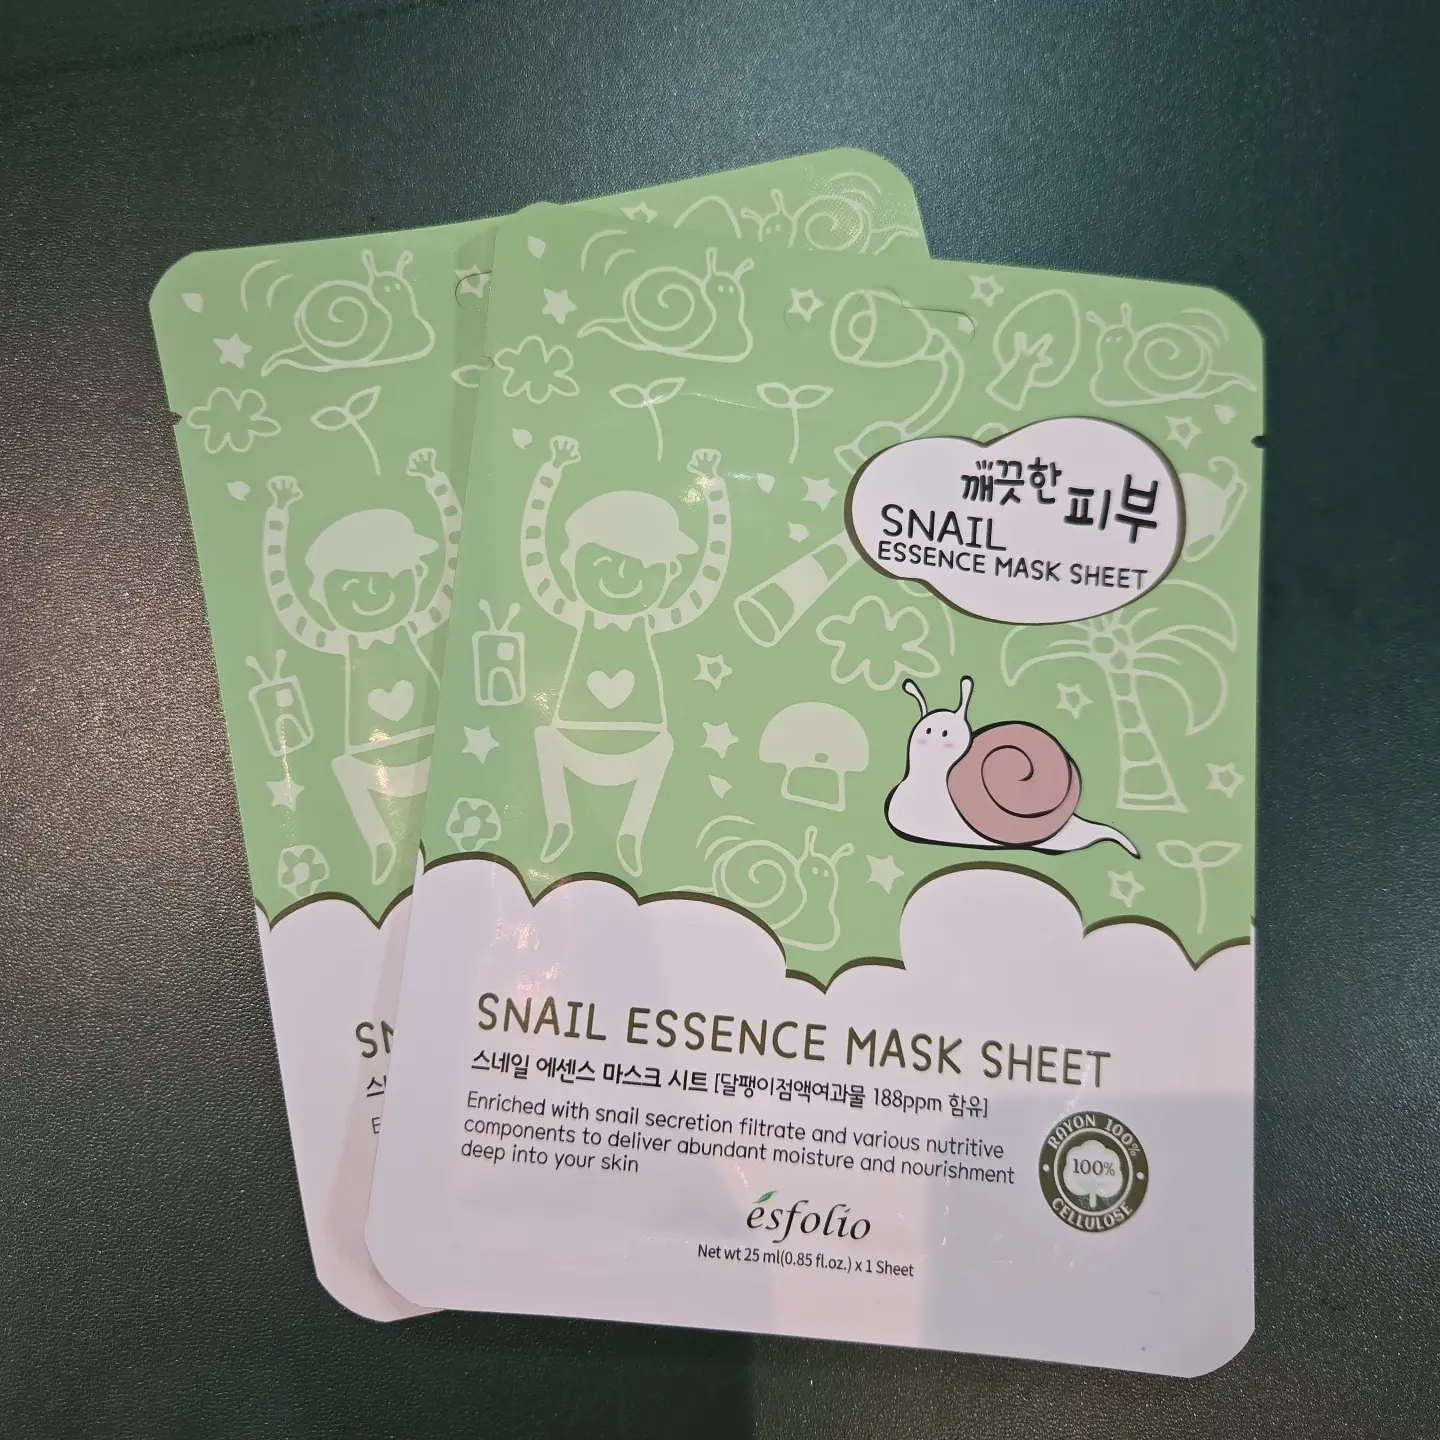 깨끗한 피부
SNAIL
ESSENCE MASK SHEET
SNAIL ESSENCE MASK SHEET
스네일 에센스 마스크 시트 [달팽이점액여과물 188ppm 함유]
Enriched with snail secretion filtrate and various nutritive
components to deliver abundant moisture and nourishment
deep into your skin
RAYON 100%
100%
CELLULOSE
ésfolio
Net wt 25 ml(0.85 fl.oz.) x 1 Sheet
SN
스
E